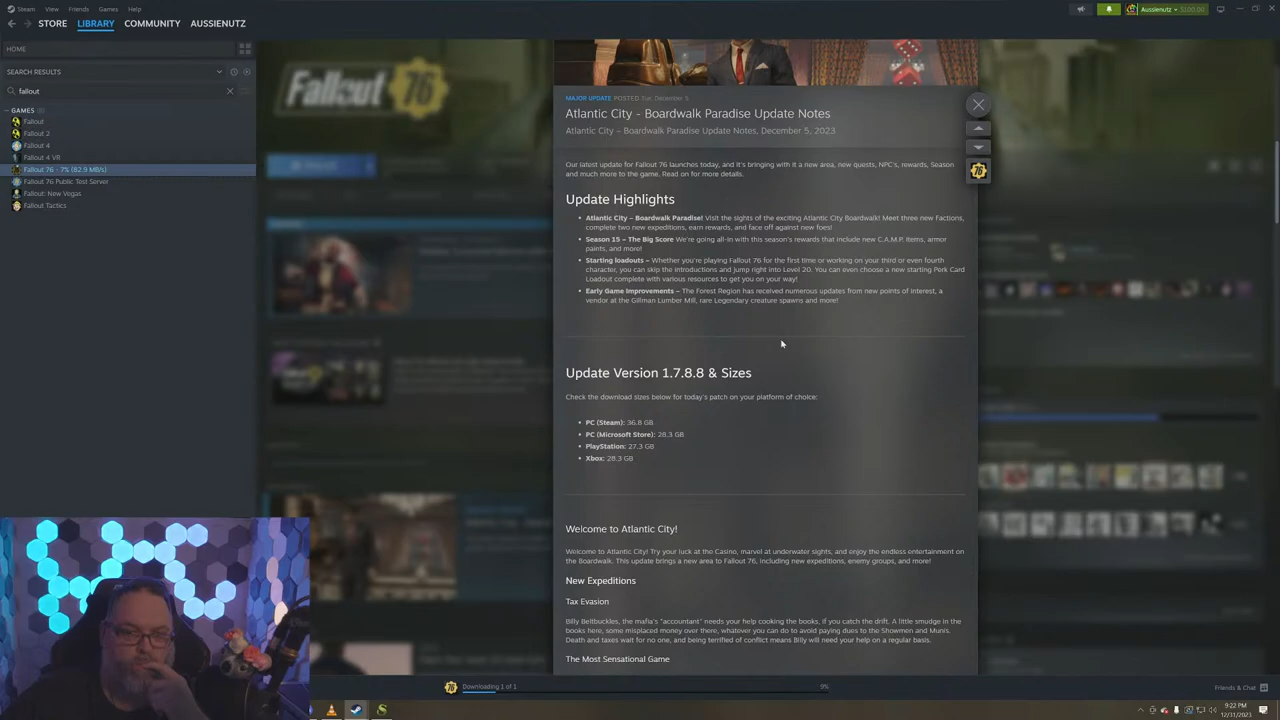 Steam View Friends Games Help
Aussienutz
STORE LIBRARY COMMUNITY AUSSIENUTZ
HOME
SEARCH RESULTS
fallout
GAMES
Fallout
Fallout 2
Fallout 4
Fallout 4 VR
Fallout 76 - 7% (82.9 MB/s)
Fallout 76 Public Test Server
Fallout: New Vegas
Fallout Tactics
Fallout 76
MAJOR UPDATE POSTED Tue, December 5
Atlantic City - Boardwalk Paradise Update Notes
Atlantic City – Boardwalk Paradise Update Notes, December 5, 2023
Our latest update for Fallout 76 launches today, and it's bringing with it a new area, new quests, NPC's, rewards, Season
and much more to the game. Read on for more details.
Update Highlights
• Atlantic City – Boardwalk Paradise! Visit the sights of the exciting Atlantic City Boardwalk! Meet three new Factions,
complete two new expeditions, earn rewards, and face off against new foes!
• Season 15 – The Big Score We're going all-in with this season's rewards that include new C.A.M.P. items, armor
paints, and more!
• Starting loadouts – Whether you're playing Fallout 76 for the first time or working on your third or even fourth
character, you can skip the introductions and jump right into Level 20. You can even choose a new starting Perk Card
Loadout complete with various resources to get you on your way!
• Early Game Improvements – The Forest Region has received numerous updates from new points of interest, a
vendor at the Gillman Lumber Mill, rare Legendary creature spawns and more!
Update Version 1.7.8.8 & Sizes
Check the download sizes below for today's patch on your platform of choice:
• PC (Steam): 36.8 GB
• PC (Microsoft Store): 28.3 GB
• PlayStation: 27.3 GB
• Xbox: 28.3 GB
Welcome to Atlantic City!
Welcome to Atlantic City! Try your luck at the Casino, marvel at underwater sights, and enjoy the endless entertainment on
the Boardwalk. This update brings a new area to Fallout 76, including new expeditions, enemy groups, and more!
New Expeditions
Tax Evasion
Billy Beltbuckles, the mafia's "accountant" needs your help cooking the books, if you catch the drift. A little smudge in the
books here, some misplaced money over there, whatever you can do to avoid paying dues to the Showmen and Munis.
Death and taxes wait for no one, and being terrified of conflict means Billy will need your help on a regular basis.
The Most Sensational Game
Downloading 1 of 1 9%
Friends & Chat
9:22 PM
12/11/2023